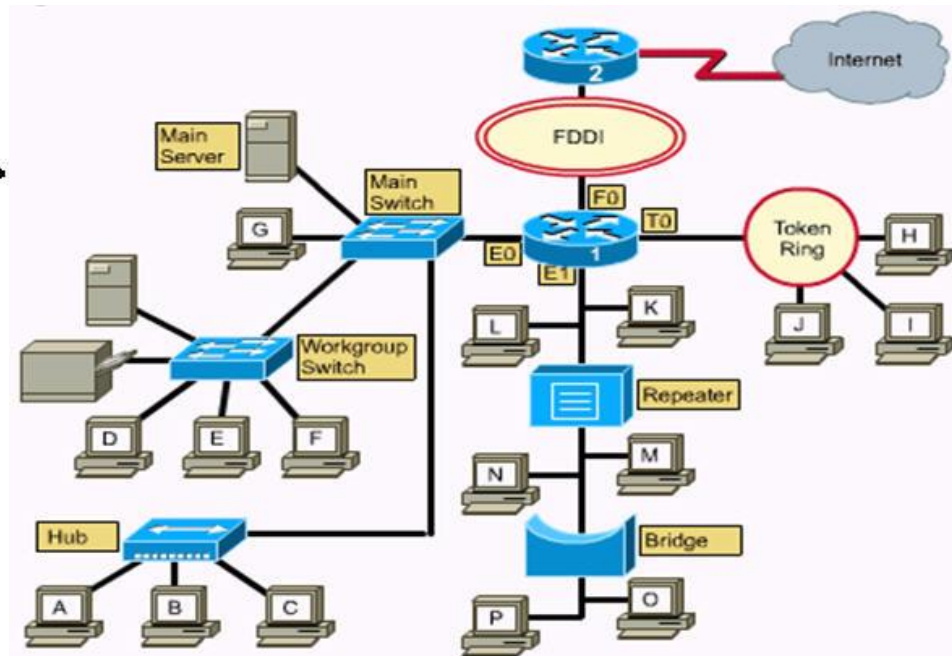 2
Internet
FDDI
Main
Server
Main
Switch
F0
T0
G
E0
1
E1
Token
Ring
H
L
K
J
I
Workgroup
Switch
Repeater
D
E
F
N
M
Hub
Bridge
A
B
C
P
O